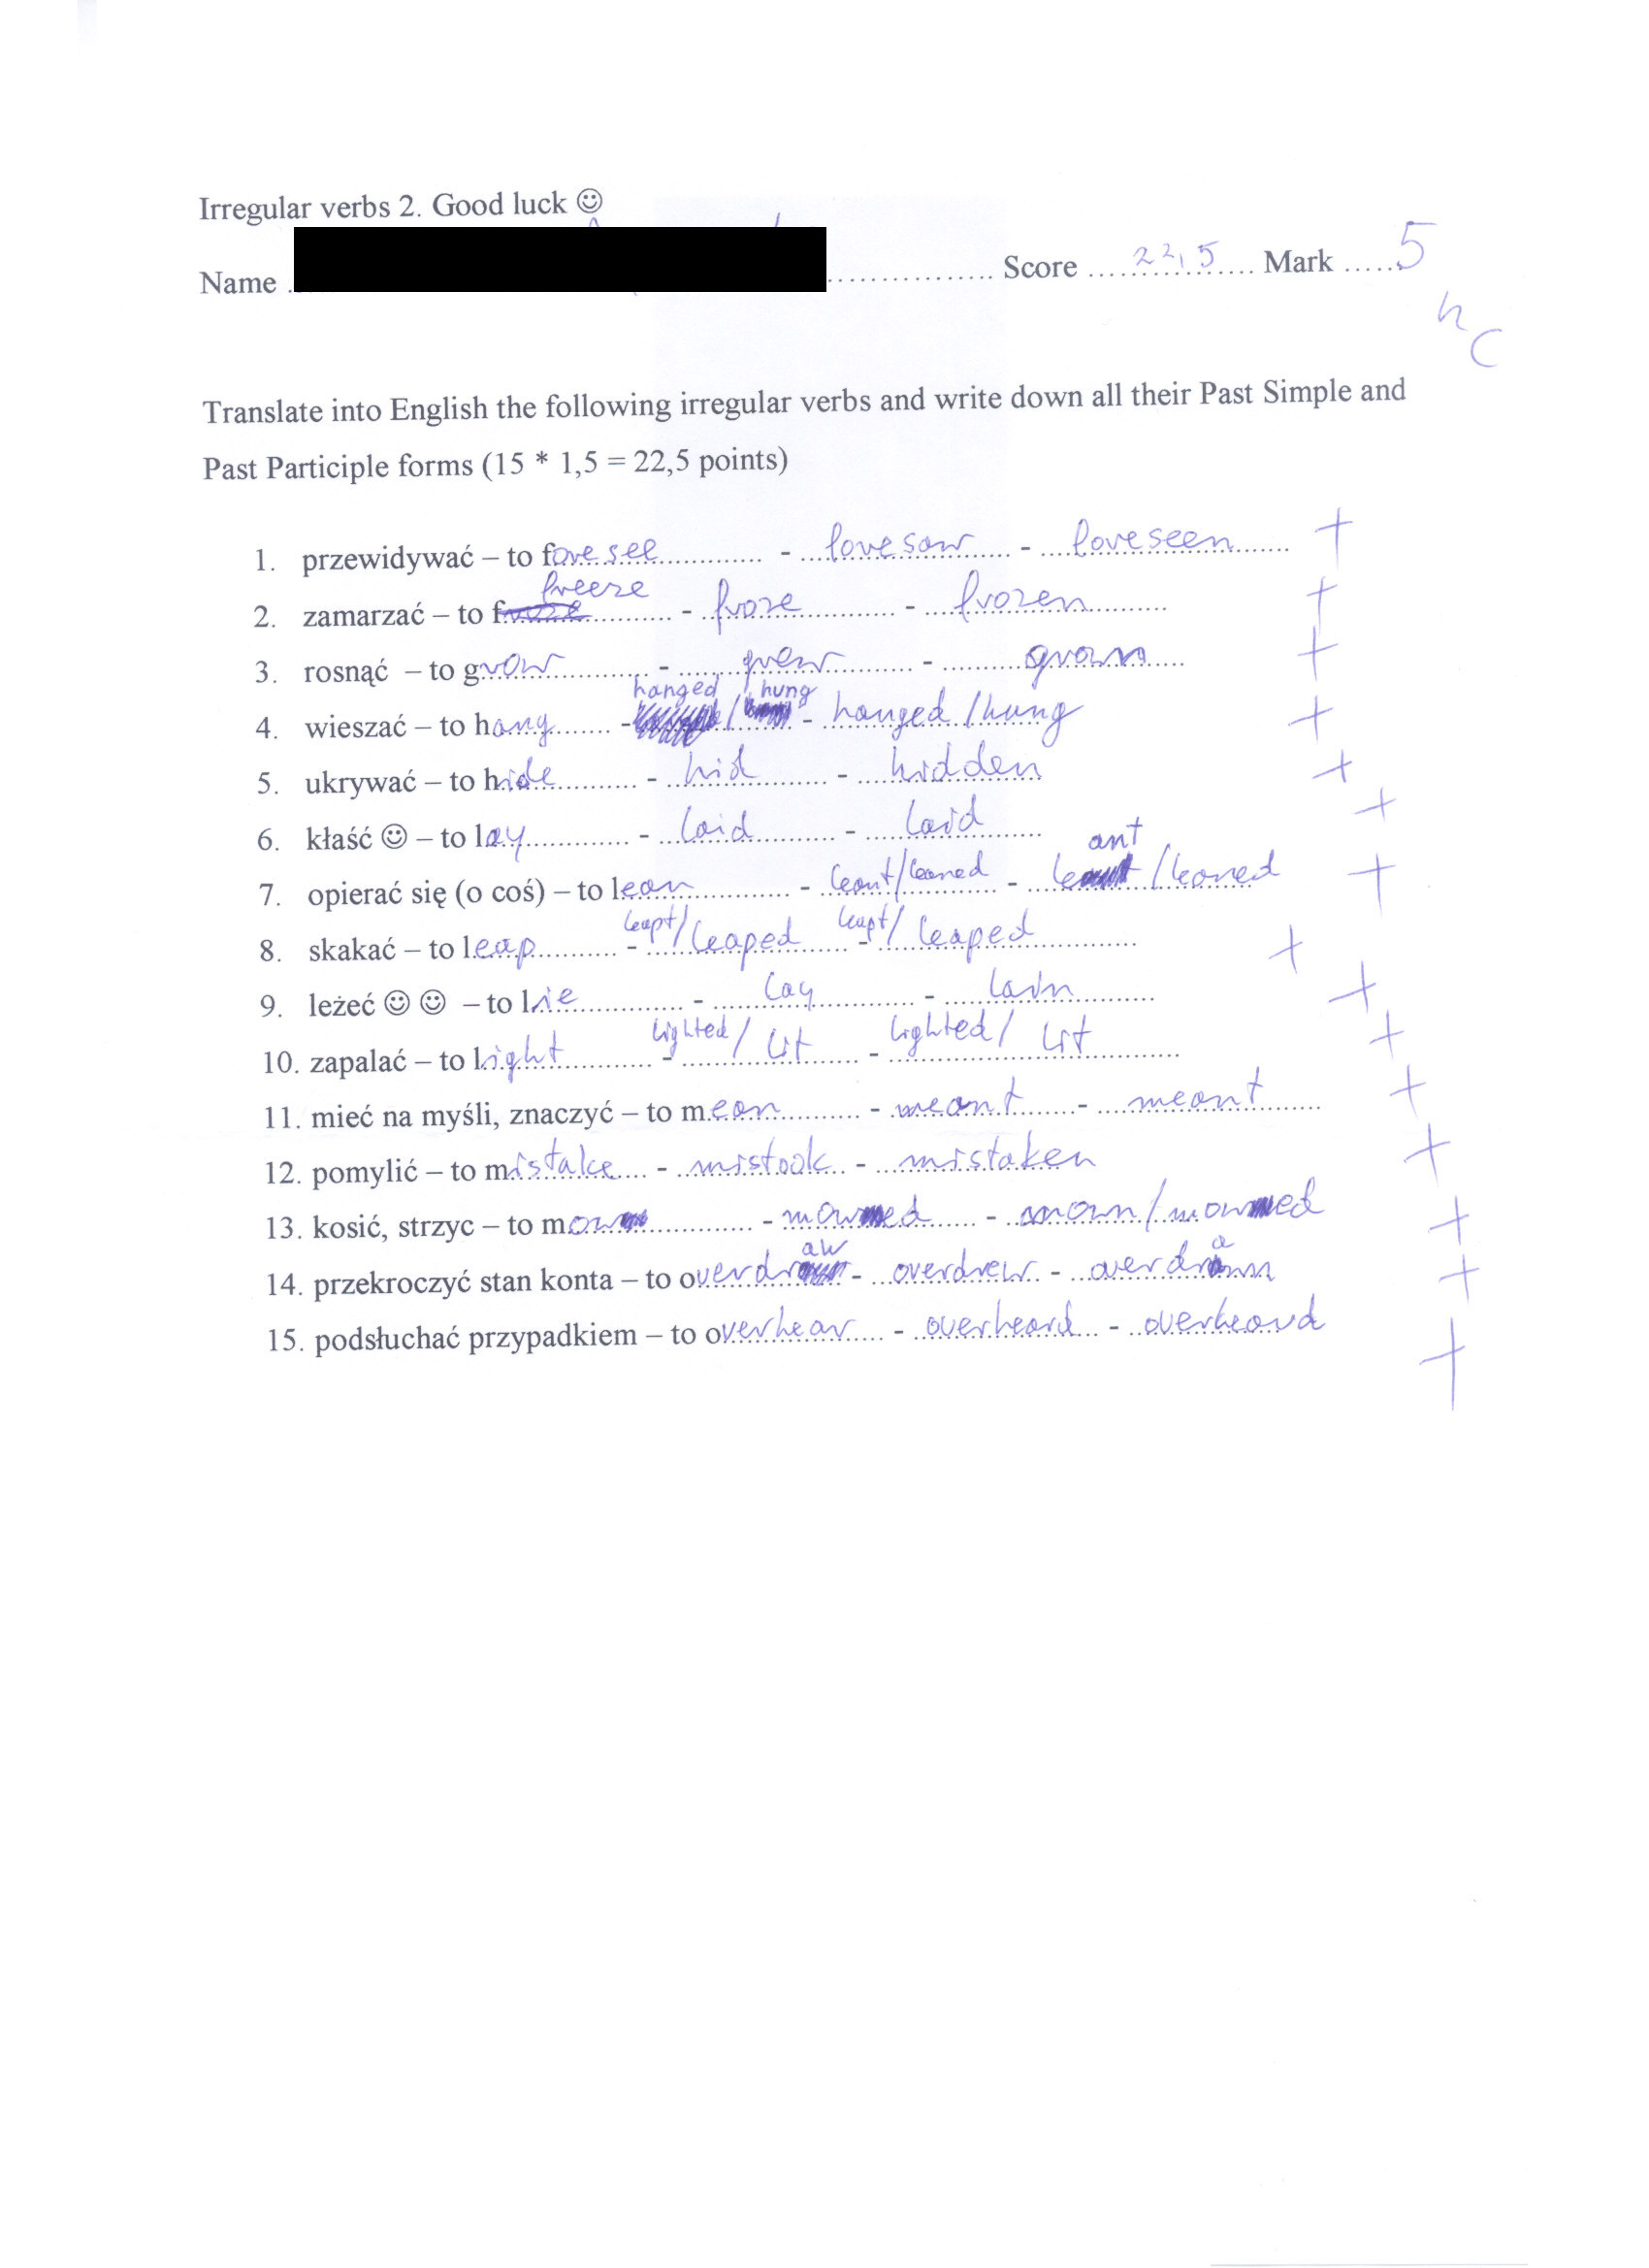 Irregular verbs 2. Good luck ☺
Name ................ Score ....22,5.... Mark .....5
Translate into English the following irregular verbs and write down all their Past Simple and
Past Participle forms (15 * 1,5 = 22,5 points)
1. przewidywać – to foresee - foresaw - foreseen +
2. zamarzać – to freeze - froze - frozen +
3. rosnąć – to grow - grew - grown +
4. wieszać – to hang - hanged / hung - hanged / hung +
5. ukrywać – to hide - hid - hidden +
6. kłaść ☺ – to lay - laid - laid +
7. opierać się (o coś) – to lean - leant/leaned - leant / leaned +
8. skakać – to leap - leapt/ leaped - leapt/ leaped +
9. leżeć ☺ ☺ – to lie - lay - lain +
10. zapalać – to light - lighted/ lit - lighted/ lit +
11. mieć na myśli, znaczyć – to mean - meant - meant +
12. pomylić – to mistake - mistook - mistaken +
13. kosić, strzyc – to mow - mowed - mown / mowed +
14. przekroczyć stan konta – to overdraw - overdrew - overdrawn +
15. podsłuchać przypadkiem – to overhear - overheard - overheard +